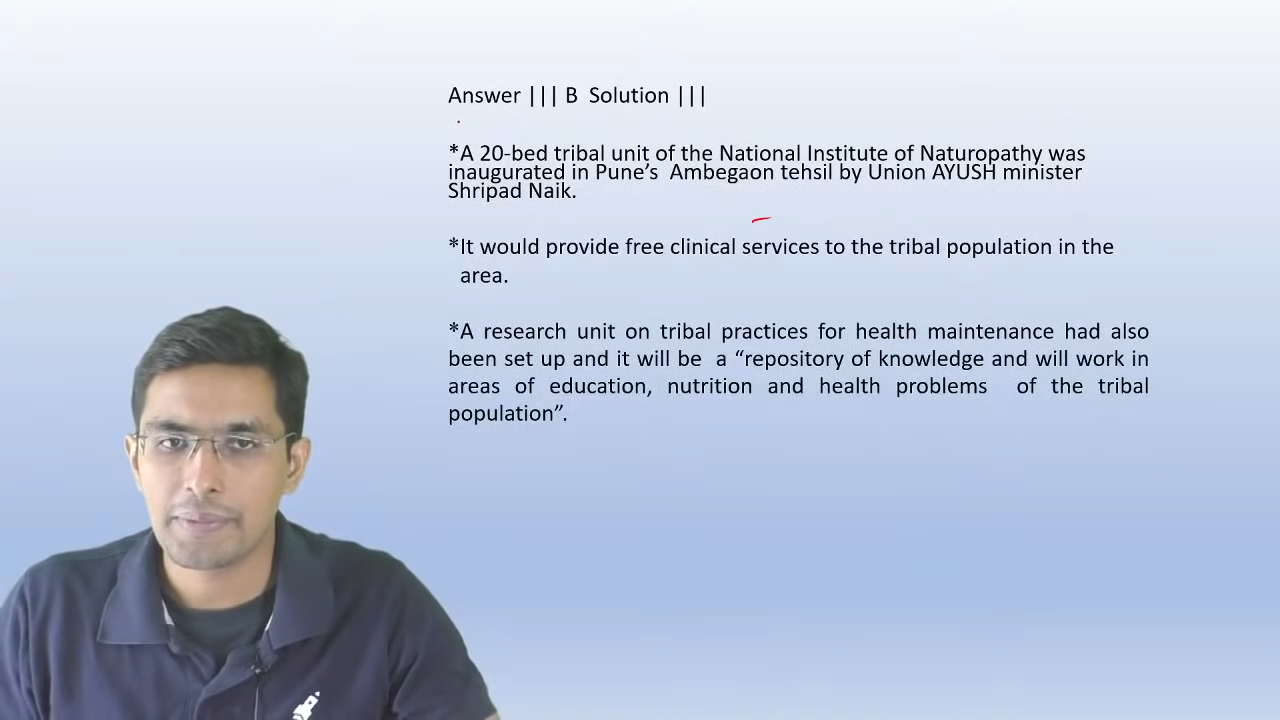 Answer ||| B Solution |||
*A 20-bed tribal unit of the National Institute of Naturopathy was
inaugurated in Pune’s Ambegaon tehsil by Union AYUSH minister
Shripad Naik.
*It would provide free clinical services to the tribal population in the
area.
*A research unit on tribal practices for health maintenance had also
been set up and it will be a “repository of knowledge and will work in
areas of education, nutrition and health problems of the tribal
population”.